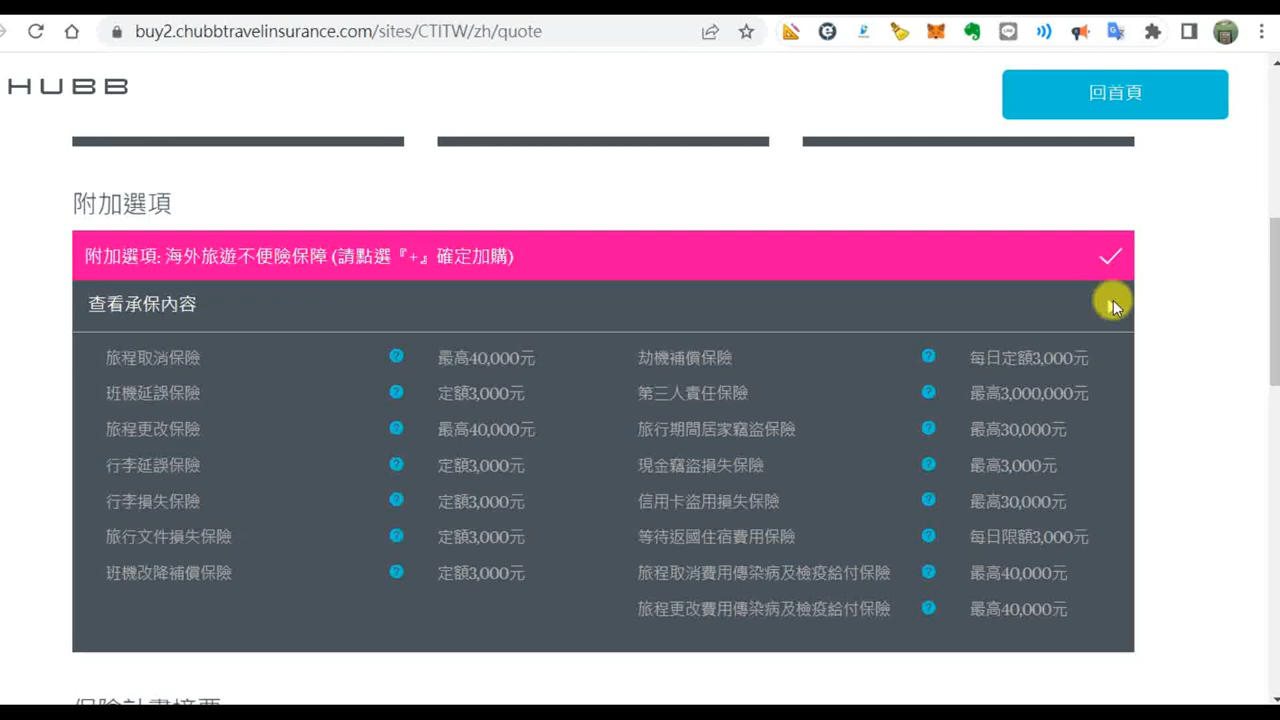 buy2.chubbtravelinsurance.com/sites/CTITW/zh/quote
HUBB
回首頁
附加選項
附加選項: 海外旅遊不便險保障 (請點選『+』確定加購)
查看承保內容
旅程取消保險 ? 最高40,000元 劫機補償保險 ? 每日定額3,000元
班機延誤保險 ? 定額3,000元 第三人責任保險 ? 最高3,000,000元
旅程更改保險 ? 最高40,000元 旅行期間居家竊盜保險 ? 最高30,000元
行李延誤保險 ? 定額3,000元 現金竊盜損失保險 ? 最高3,000元
行李損失保險 ? 定額3,000元 信用卡盜用損失保險 ? 最高30,000元
旅行文件損失保險 ? 定額3,000元 等待返國住宿費用保險 ? 每日限額3,000元
班機改降補償保險 ? 定額3,000元 旅程取消費用傳染病及檢疫給付保險 ? 最高40,000元
旅程更改費用傳染病及檢疫給付保險 ? 最高40,000元
保險計畫摘要